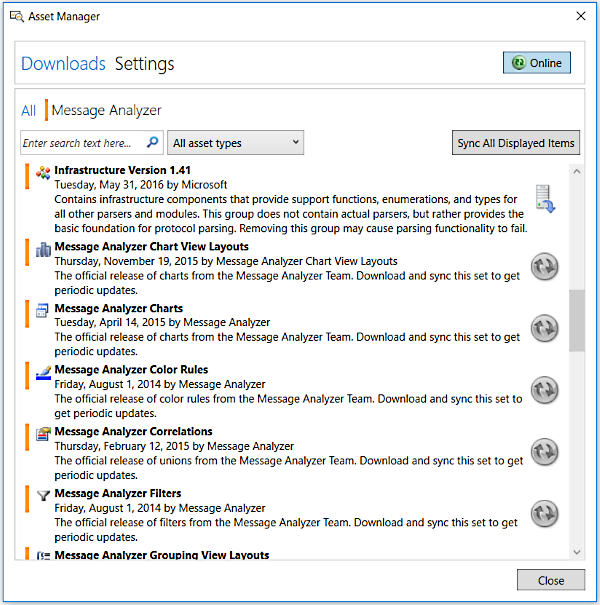 Asset Manager
Downloads Settings
Online
All Message Analyzer
Enter search text here...
All asset types
Sync All Displayed Items
Infrastructure Version 1.41
Tuesday, May 31, 2016 by Microsoft
Contains infrastructure components that provide support functions, enumerations, and types for
all other parsers and modules. This group does not contain actual parsers, but rather provides the
basic foundation for protocol parsing. Removing this group may cause parsing functionality to fail.
Message Analyzer Chart View Layouts
Thursday, November 19, 2015 by Message Analyzer Chart View Layouts
The official release of charts from the Message Analyzer Team. Download and sync this set to get
periodic updates.
Message Analyzer Charts
Tuesday, April 14, 2015 by Message Analyzer
The official release of charts from the Message Analyzer Team. Download and sync this set to get
periodic updates.
Message Analyzer Color Rules
Friday, August 1, 2014 by Message Analyzer
The official release of color rules from the Message Analyzer Team. Download and sync this set to
get periodic updates.
Message Analyzer Correlations
Thursday, February 12, 2015 by Message Analyzer
The official release of unions from the Message Analyzer Team. Download and sync this set to get
periodic updates.
Message Analyzer Filters
Friday, August 1, 2014 by Message Analyzer
The official release of filters from the Message Analyzer Team. Download and sync this set to get
periodic updates.
Message Analyzer Grouping View Layouts
Close